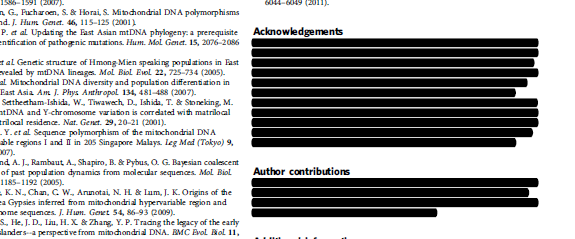 1586–1591 (2007).
n, G., Fucharoen, S. & Horai, S. Mitochondrial DNA polymorphisms
nd. J. Hum. Genet. 46, 115–125 (2001).
P. et al. Updating the East Asian mtDNA phylogeny: a prerequisite
entification of pathogenic mutations. Hum. Mol. Genet. 15, 2076–2086
et al. Genetic structure of Hmong-Mien speaking populations in East
evealed by mtDNA lineages. Mol. Biol. Evol. 22, 725–734 (2005).
al. Mitochondrial DNA diversity and population differentiation in
East Asia. Am. J. Phys. Anthropol. 134, 481–488 (2007).
Settheetham-Ishida, W., Tiwawech, D., Ishida, T. & Stoneking, M.
mtDNA and Y-chromosome variation is correlated with matrilocal
trilocal residence. Nat. Genet. 29, 20–21 (2001).
Y. et al. Sequence polymorphism of the mitochondrial DNA
able regions I and II in 205 Singapore Malays. Leg Med (Tokyo) 9,
007).
nd, A. J., Rambaut, A., Shapiro, B. & Pybus, O. G. Bayesian coalescent
of past population dynamics from molecular sequences. Mol. Biol.
1185–1192 (2005).
, K. N., Chan, C. W., Arunotai, N. H. & Lum, J. K. Origins of the
ea Gypsies inferred from mitochondrial hypervariable region and
nome sequences. J. Hum. Genet. 54, 86–93 (2009).
S., He, J. D., Liu, H. X. & Zhang, Y. P. Tracing the legacy of the early
slanders--a perspective from mitochondrial DNA. BMC Evol. Biol. 11,
6044–6049 (2011).
Acknowledgements
Author contributions